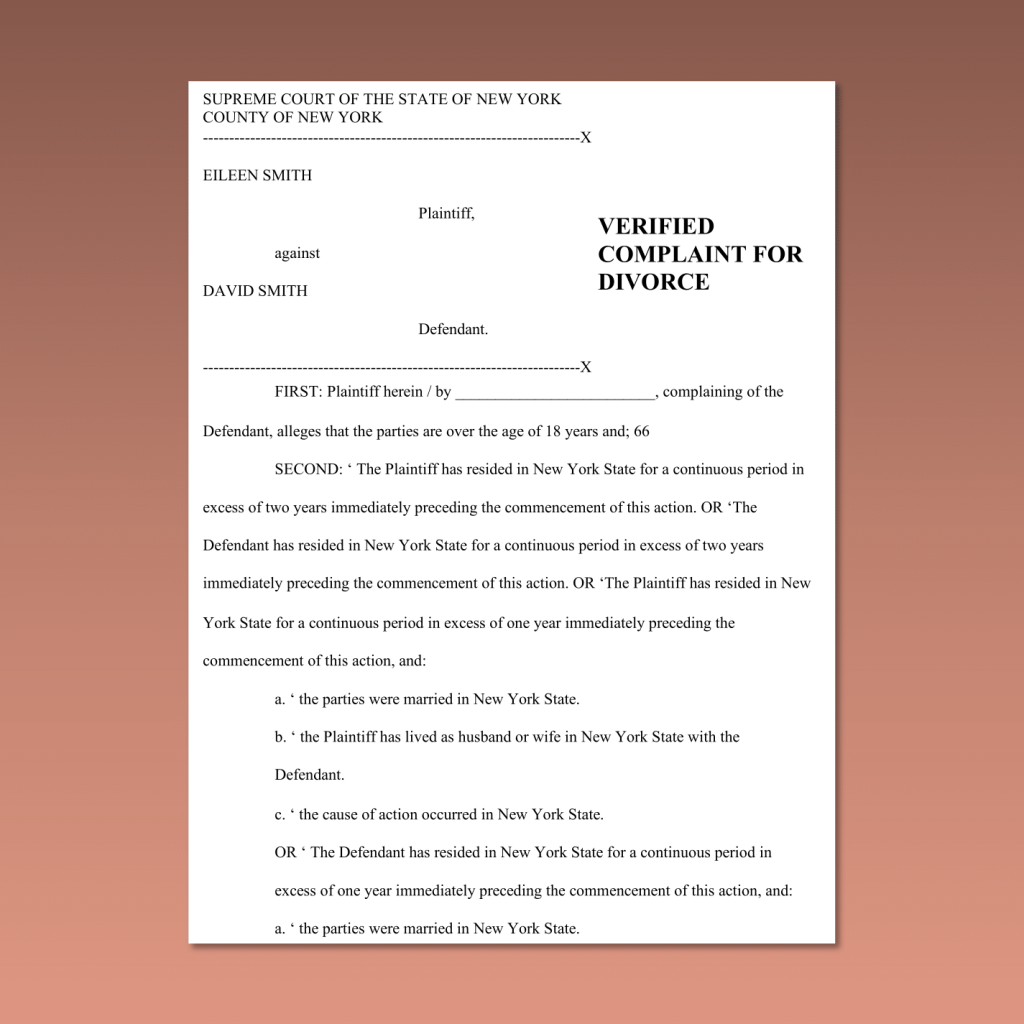 SUPREME COURT OF THE STATE OF NEW YORK
COUNTY OF NEW YORK
------------------------------------------------------------------------X
EILEEN SMITH
Plaintiff,
against
DAVID SMITH
Defendant.
VERIFIED
COMPLAINT FOR
DIVORCE
------------------------------------------------------------------------X
FIRST: Plaintiff herein / by _________________________, complaining of the
Defendant, alleges that the parties are over the age of 18 years and; 66
SECOND: ‘ The Plaintiff has resided in New York State for a continuous period in
excess of two years immediately preceding the commencement of this action. OR ‘The
Defendant has resided in New York State for a continuous period in excess of two years
immediately preceding the commencement of this action. OR ‘The Plaintiff has resided in New
York State for a continuous period in excess of one year immediately preceding the
commencement of this action, and:
a. ‘ the parties were married in New York State.
b. ‘ the Plaintiff has lived as husband or wife in New York State with the
Defendant.
c. ‘ the cause of action occurred in New York State.
OR ‘ The Defendant has resided in New York State for a continuous period in
excess of one year immediately preceding the commencement of this action, and:
a. ‘ the parties were married in New York State.